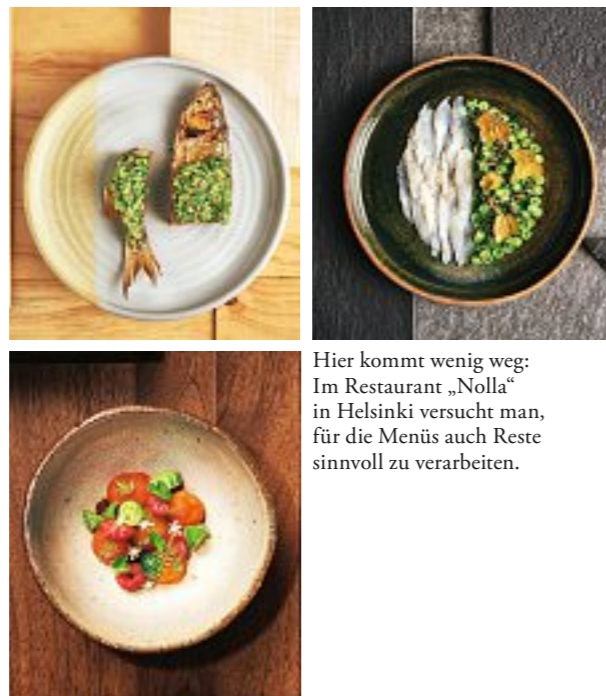 Hier kommt wenig weg:
Im Restaurant „Nolla“
in Helsinki versucht man,
für die Menüs auch Reste
sinnvoll zu verarbeiten.